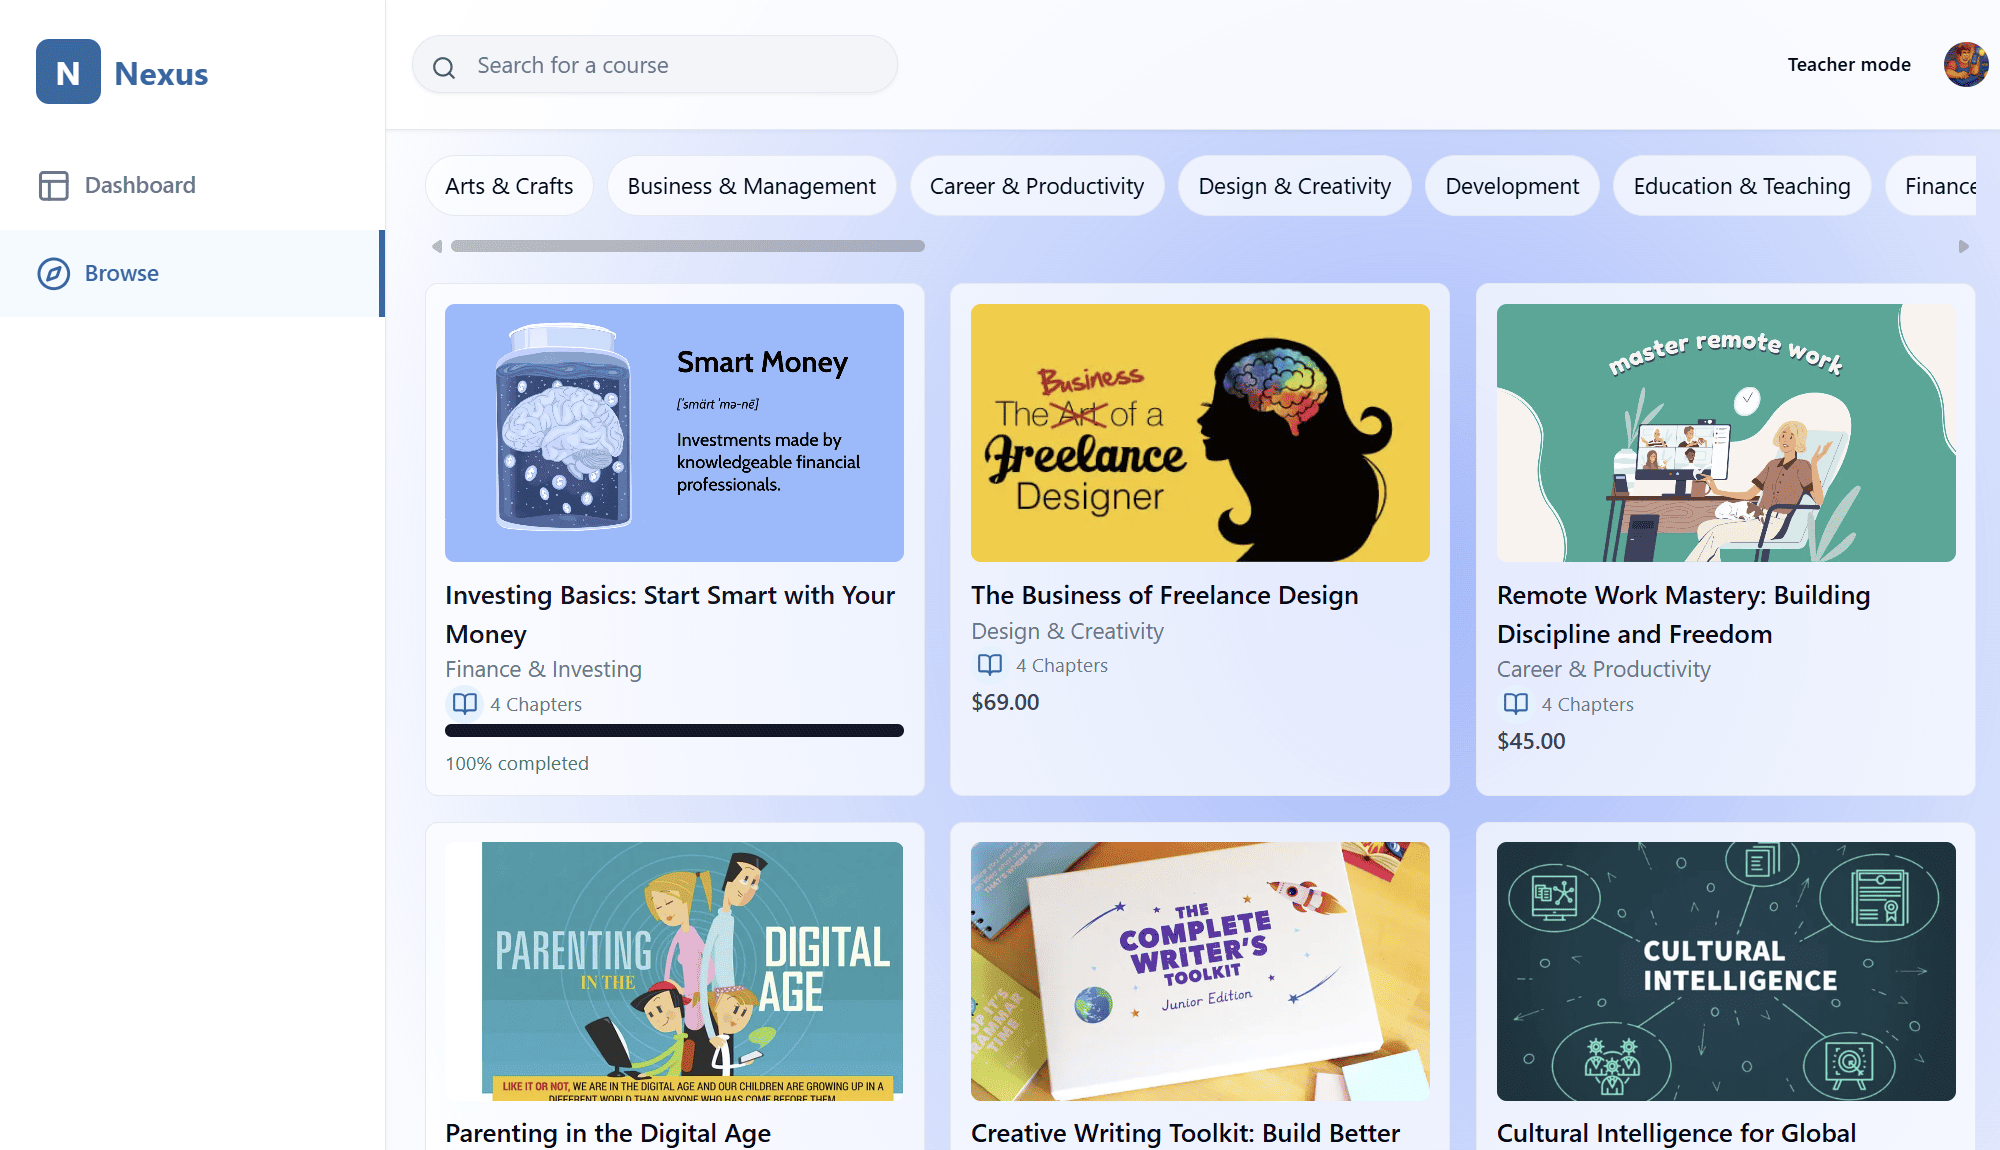 N Nexus
Search for a course
Teacher mode
Dashboard
Browse
Arts & Crafts
Business & Management
Career & Productivity
Design & Creativity
Development
Education & Teaching
Finance
Smart Money
['smärt 'mə-nē]
Investments made by
knowledgeable financial
professionals.
Investing Basics: Start Smart with Your
Money
Finance & Investing
4 Chapters
100% completed
Business
The Art of a
Freelance
Designer
The Business of Freelance Design
Design & Creativity
4 Chapters
$69.00
master remote work
Remote Work Mastery: Building
Discipline and Freedom
Career & Productivity
4 Chapters
$45.00
PARENTING
IN THE
DIGITAL
AGE
LIKE IT OR NOT, WE ARE IN THE DIGITAL AGE AND OUR CHILDREN ARE GROWING UP IN A
DIFFERENT WORLD THAN ANYONE WHO HAS COME BEFORE THEM
Parenting in the Digital Age
THE
COMPLETE
WRITER'S
TOOLKIT
Junior Edition
Creative Writing Toolkit: Build Better
CULTURAL
INTELLIGENCE
Cultural Intelligence for Global